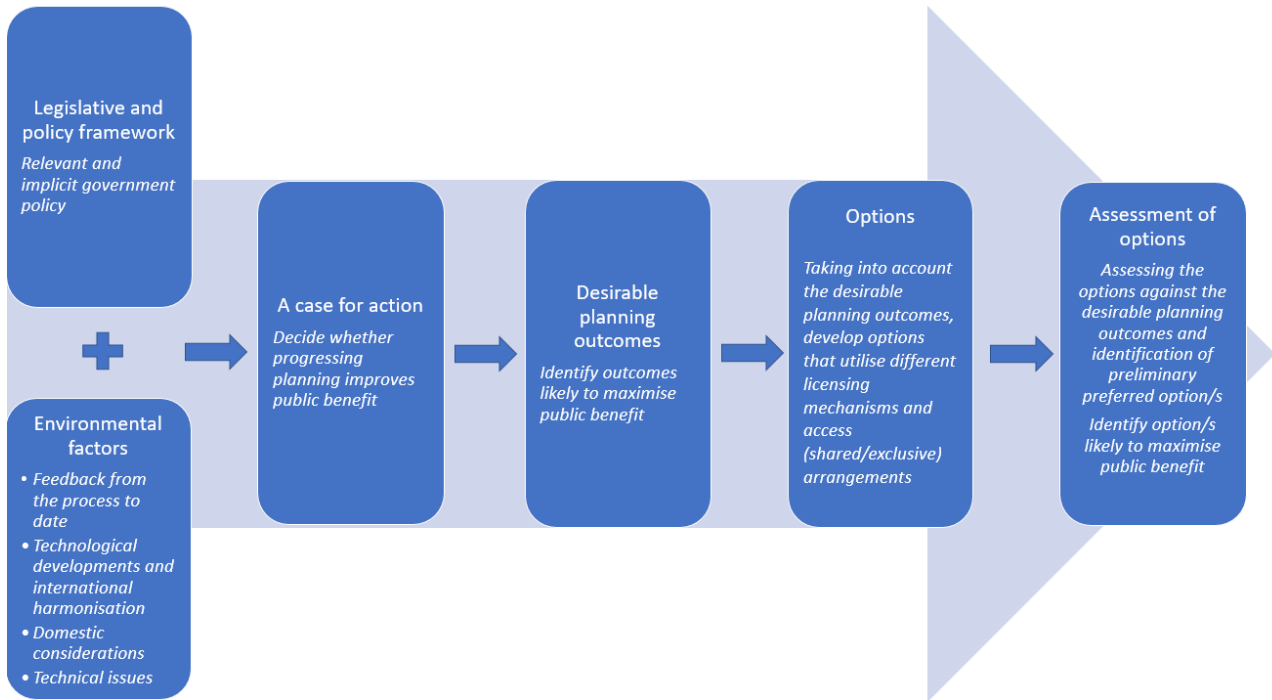 Legislative and
policy framework
Relevant and
implicit government
policy
Environmental
factors
• Feedback from
the process to
date
• Technological
developments and
international
harmonisation
• Domestic
considerations
• Technical issues
A case for action
Decide whether
progressing
planning improves
public benefit
Desirable
planning
outcomes
Identify outcomes
likely to maximise
public benefit
Options
Taking into account
the desirable
planning outcomes,
develop options
that utilise different
licensing
mechanisms and
access
(shared/exclusive)
arrangements
Assessment of
options
Assessing the
options against the
desirable planning
outcomes and
identification of
preliminary
preferred option/s
Identify option/s
likely to maximise
public benefit